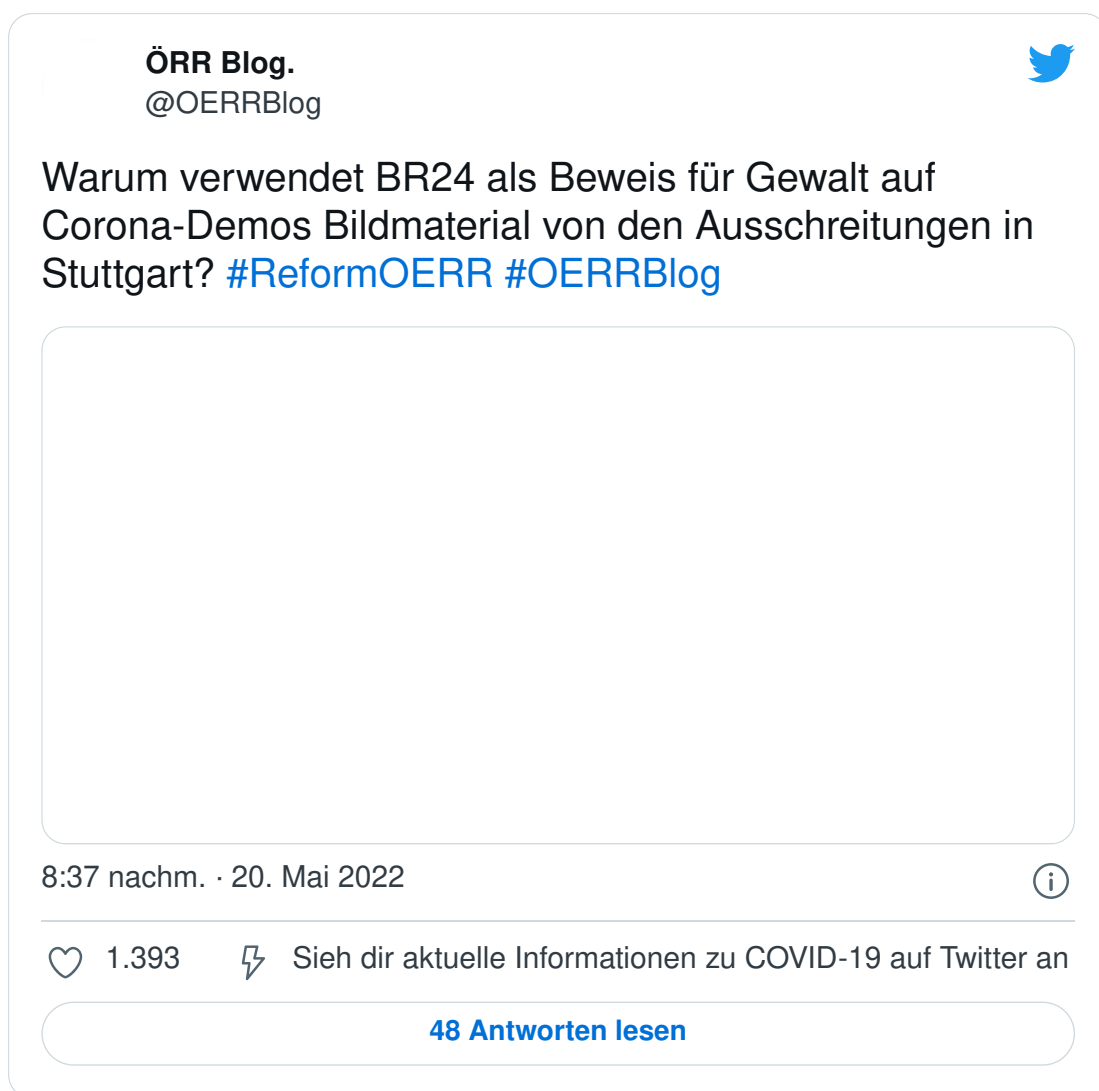 ÖRR Blog.
@OERRBlog
Warum verwendet BR24 als Beweis für Gewalt auf
Corona-Demos Bildmaterial von den Ausschreitungen in
Stuttgart? #ReformOERR #OERRBlog
8:37 nachm. · 20. Mai 2022
1.393 Sieh dir aktuelle Informationen zu COVID-19 auf Twitter an
48 Antworten lesen